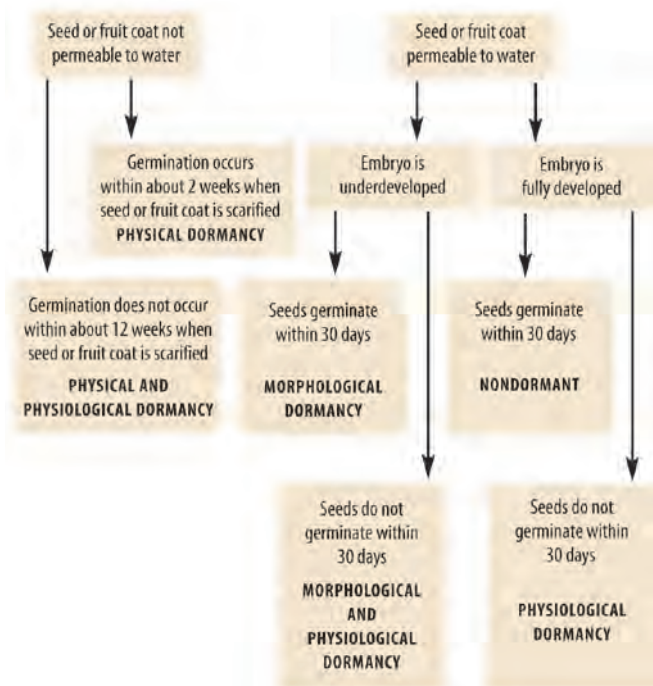 Seed or fruit coat not
permeable to water
Seed or fruit coat
permeable to water
Germination occurs
within about 2 weeks when
seed or fruit coat is scarified
PHYSICAL DORMANCY
Embryo is
underdeveloped
Embryo is
fully developed
Germination does not occur
within about 12 weeks when
seed or fruit coat is scarified
PHYSICAL AND
PHYSIOLOGICAL DORMANCY
Seeds germinate
within 30 days
MORPHOLOGICAL
DORMANCY
Seeds germinate
within 30 days
NONDORMANT
Seeds do not
germinate within
30 days
MORPHOLOGICAL
AND
PHYSIOLOGICAL
DORMANCY
Seeds do not
germinate within
30 days
PHYSIOLOGICAL
DORMANCY